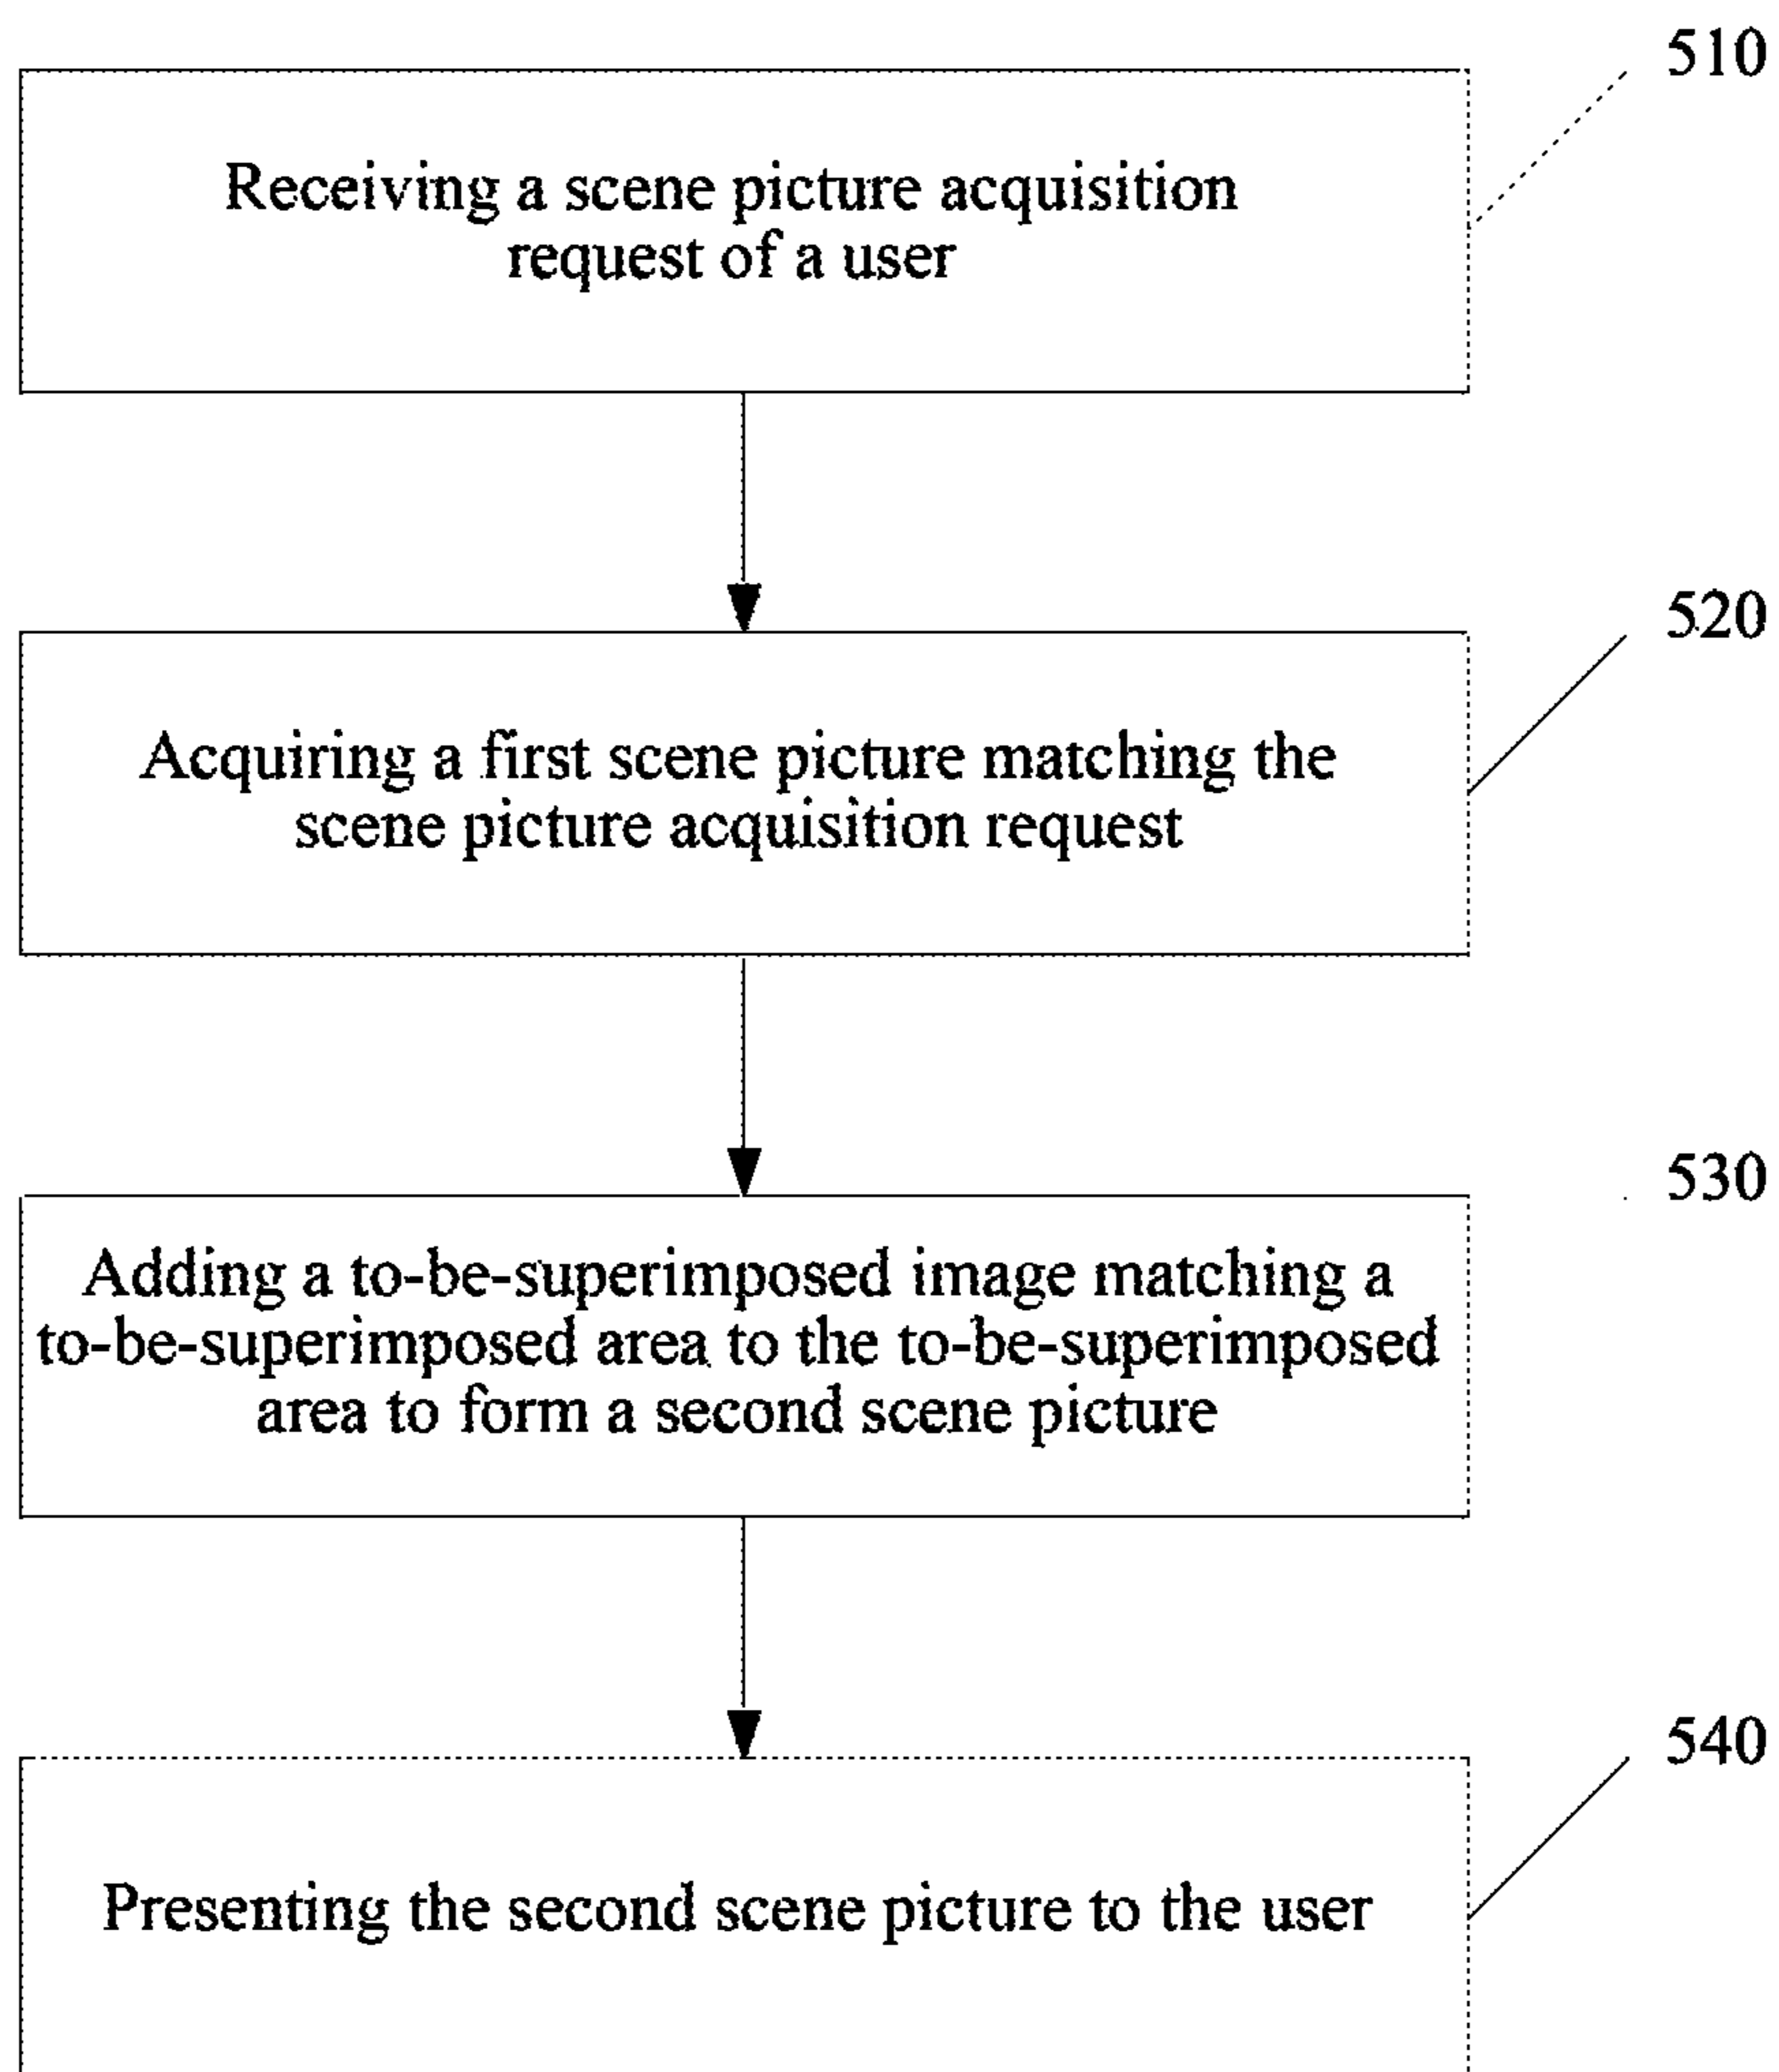 510
Receiving a scene picture acquisition
request of a user
520
Acquiring a first scene picture matching the
scene picture acquisition request
530
Adding a to-be-superimposed image matching a
to-be-superimposed area to the to-be-superimposed
area to form a second scene picture
540
Presenting the second scene picture to the user